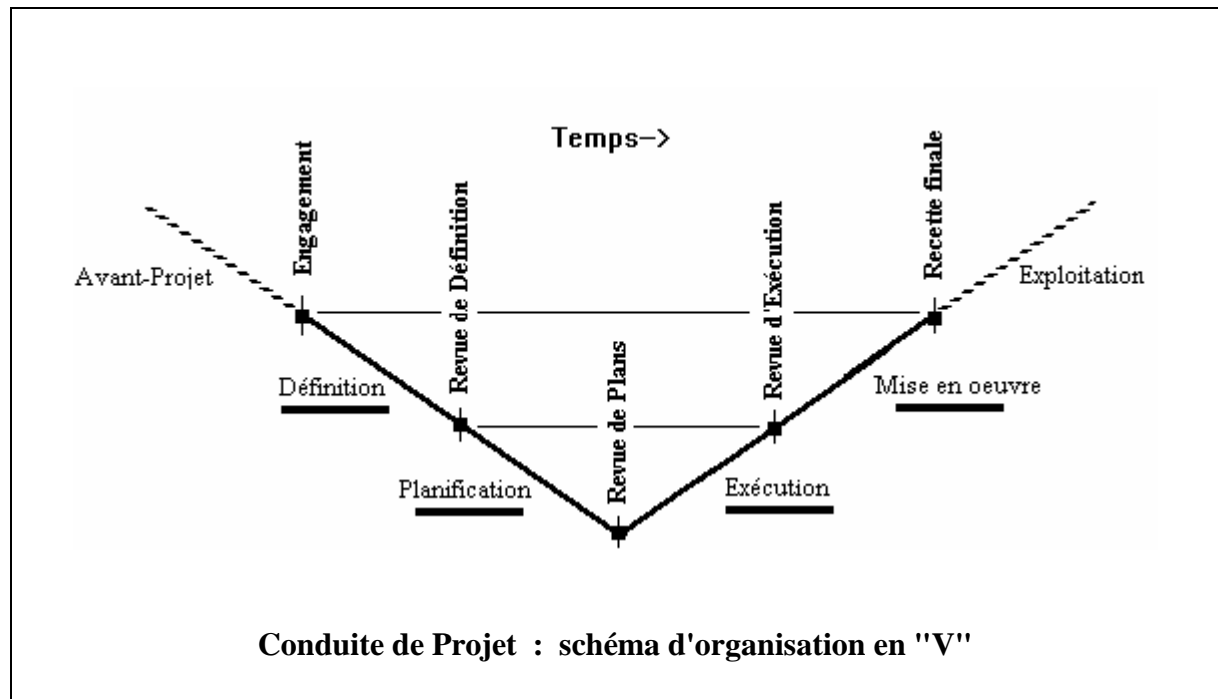 Temps-->
Engagement
Revue de Définition
Revue de Plans
Revue d'Exécution
Recette finale
Avant-Projet
Exploitation
Définition
Mise en oeuvre
Planification
Exécution
Conduite de Projet : schéma d'organisation en "V"